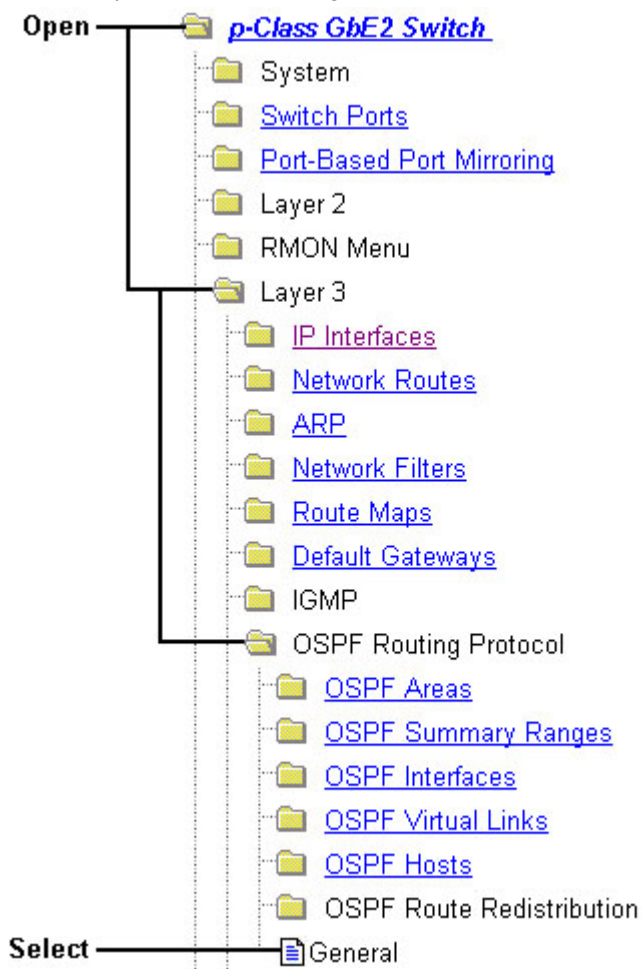 Open p-Class GbE2 Switch
System
Switch Ports
Port-Based Port Mirroring
Layer 2
RMON Menu
Layer 3
IP Interfaces
Network Routes
ARP
Network Filters
Route Maps
Default Gateways
IGMP
OSPF Routing Protocol
OSPF Areas
OSPF Summary Ranges
OSPF Interfaces
OSPF Virtual Links
OSPF Hosts
OSPF Route Redistribution
Select General